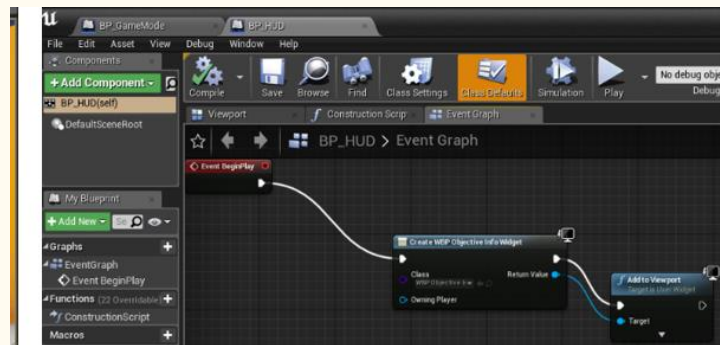 BP_GameMode
BP_HUD
File Edit Asset View Debug Window Help
Components
+Add Component
BP_HUD(self)
DefaultSceneRoot
Compile
Save
Browse
Find
Class Settings
Class Defaults
Simulation
Play
No debug obje
Debug
Viewport
Construction Scrip
Event Graph
BP_HUD > Event Graph
My Blueprint
+Add New
Graphs
EventGraph
Event BeginPlay
Functions (22 Overridable)
ConstructionScript
Macros
Event BeginPlay
Create WBP Objective Info Widget
Class
WBP Objective
Return Value
Owning Player
Add to Viewport
Target is User Widget
Target